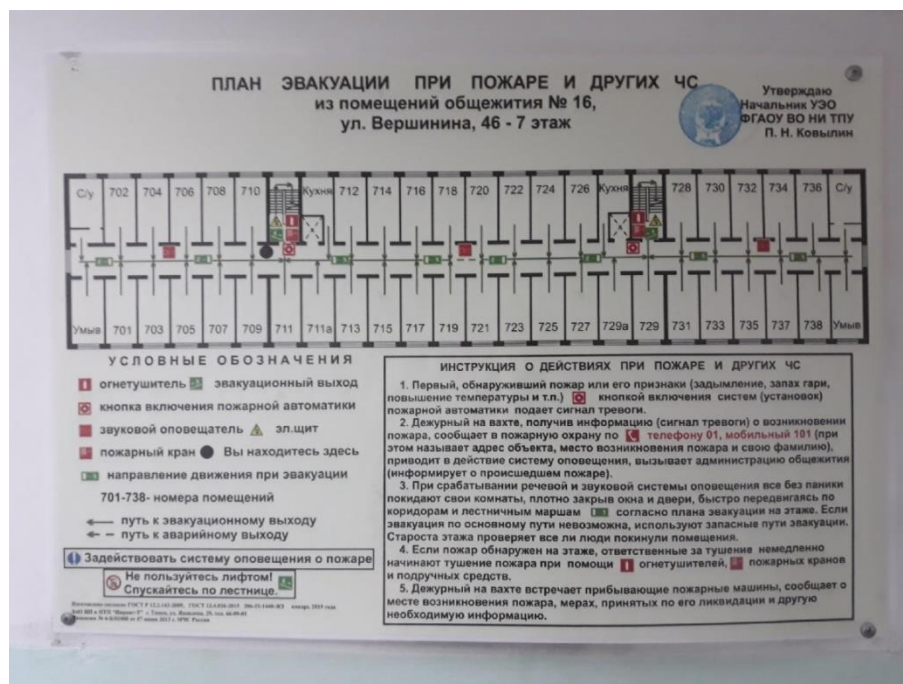 ПЛАН ЭВАКУАЦИИ ПРИ ПОЖАРЕ И ДРУГИХ ЧС
из помещений общежития № 16,
ул. Вершинина, 46 - 7 этаж
Утверждаю
Начальник УЭО
ФГАОУ ВО НИ ТПУ
П. Н. Ковылин
С/у 702 704 706 708 710 Кухня 712 714 716 718 720 722 724 726 Кухня 728 730 732 734 736 С/у
Умыв 701 703 705 707 709 711 711а 713 715 717 719 721 723 725 727 729а 729 731 733 735 737 738 Умыв
УСЛОВНЫЕ ОБОЗНАЧЕНИЯ
огнетушитель эвакуационный выход
кнопка включения пожарной автоматики
звуковой оповещатель эл.щит
пожарный кран Вы находитесь здесь
направление движения при эвакуации
701-738- номера помещений
путь к эвакуационному выходу
путь к аварийному выходу
Задействовать систему оповещения о пожаре
Не пользуйтесь лифтом!
Спускайтесь по лестнице.
ИНСТРУКЦИЯ О ДЕЙСТВИЯХ ПРИ ПОЖАРЕ И ДРУГИХ ЧС
1. Первый, обнаруживший пожар или его признаки (задымление, запах гари,
повышение температуры и т.п.) кнопкой включения систем (установок)
пожарной автоматики подает сигнал тревоги.
2. Дежурный на вахте, получив информацию (сигнал тревоги) о возникновении
пожара, сообщает в пожарную охрану по телефону 01, мобильный 101 (при
этом называет адрес объекта, место возникновения пожара и свою фамилию),
приводит в действие систему оповещения, вызывает администрацию общежития
(информирует о происшедшем пожаре).
3. При срабатывании речевой и звуковой системы оповещения все без паники
покидают свои комнаты, плотно закрыв окна и двери, быстро передвигаясь по
коридорам и лестничным маршам согласно плана эвакуации на этаже. Если
эвакуация по основному пути невозможна, используют запасные пути эвакуации.
Староста этажа проверяет все ли люди покинули помещения.
4. Если пожар обнаружен на этаже, ответственные за тушение немедленно
начинают тушение пожара при помощи огнетушителей, пожарных кранов
и подручных средств.
5. Дежурный на вахте встречает прибывающие пожарные машины, сообщает о
месте возникновения пожара, мерах, принятых по его ликвидации и другую
необходимую информацию.